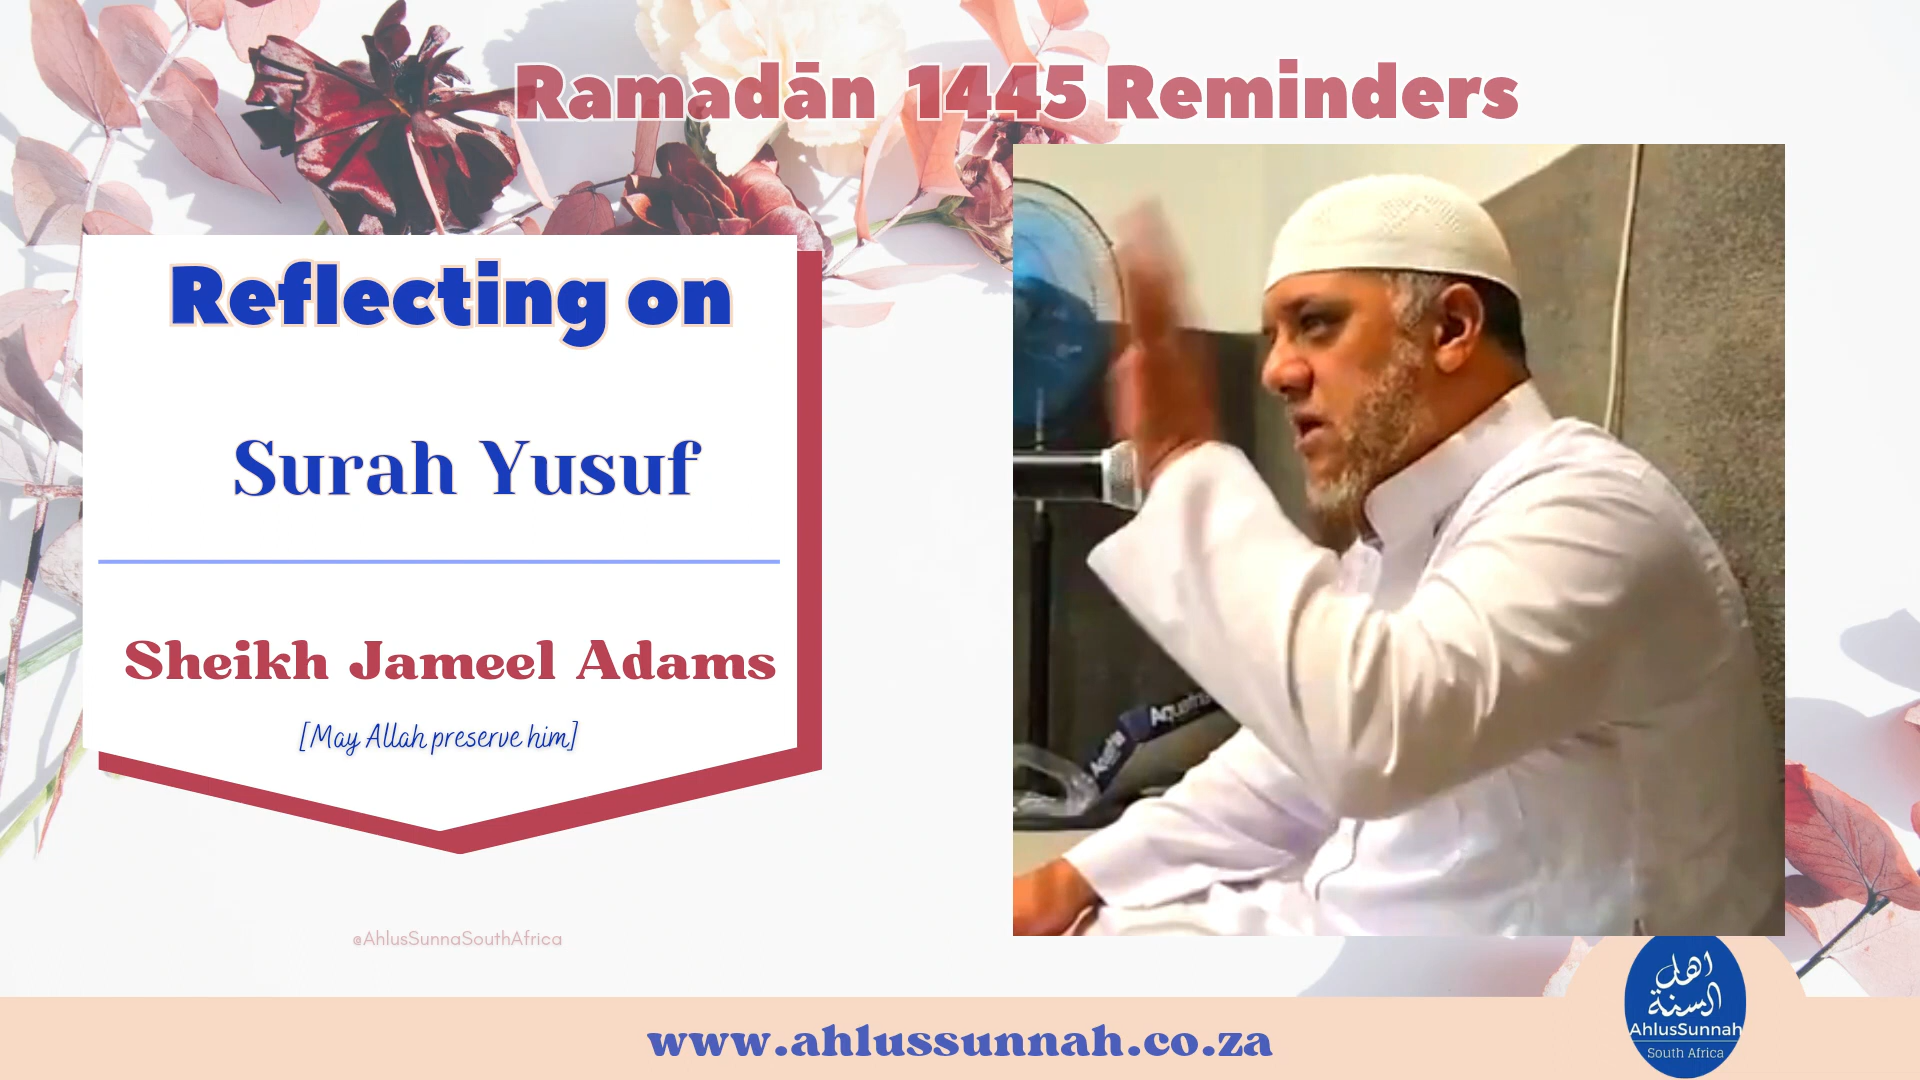 Ramadān 1445 Reminders
Reflecting on
Surah Yusuf
Sheikh Jameel Adams
[May Allah preserve him]
@AhlusSunnaSouthAfrica
www.ahlussunnah.co.za
اهل
السنة
AhlusSunnah
South Africa